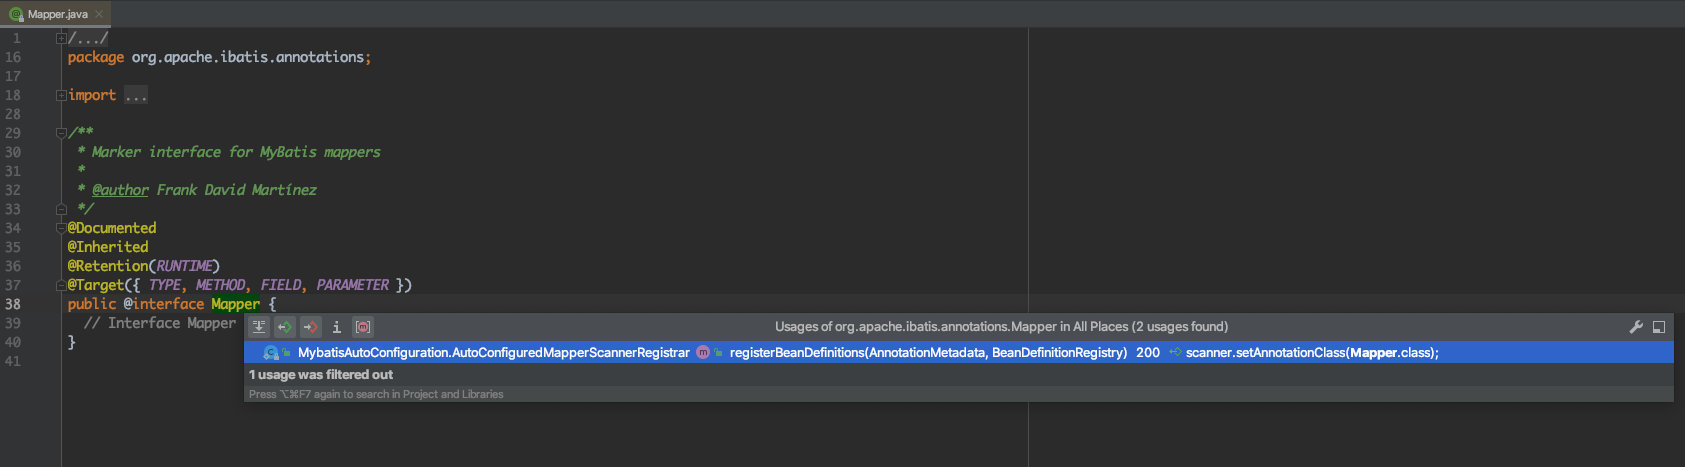 Mapper.java
1 /.../
16 package org.apache.ibatis.annotations;
17
18 import ...
28
29 /**
30 * Marker interface for MyBatis mappers
31 *
32 * @author Frank David Martínez
33 */
34 @Documented
35 @Inherited
36 @Retention(RUNTIME)
37 @Target({ TYPE, METHOD, FIELD, PARAMETER })
38 public @interface Mapper {
39 // Interface Mapper
40 }
41
Usages of org.apache.ibatis.annotations.Mapper in All Places (2 usages found)
MybatisAutoConfiguration.AutoConfiguredMapperScannerRegistrar m registerBeanDefinitions(AnnotationMetadata, BeanDefinitionRegistry) 200 scanner.setAnnotationClass(Mapper.class);
1 usage was filtered out
Press ⌥⌘F7 again to search in Project and Libraries